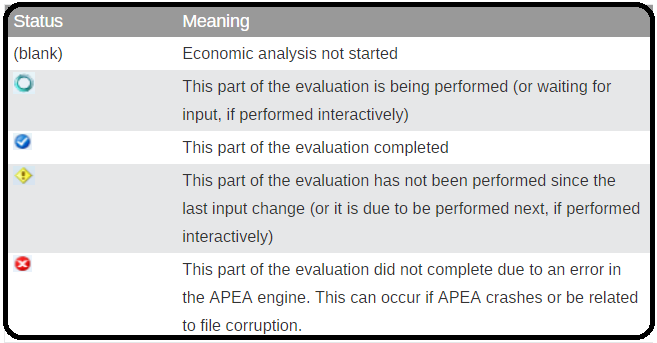 Status Meaning
(blank) Economic analysis not started
This part of the evaluation is being performed (or waiting for
input, if performed interactively)
This part of the evaluation completed
This part of the evaluation has not been performed since the
last input change (or it is due to be performed next, if performed
interactively)
This part of the evaluation did not complete due to an error in
the APEA engine. This can occur if APEA crashes or be related
to file corruption.